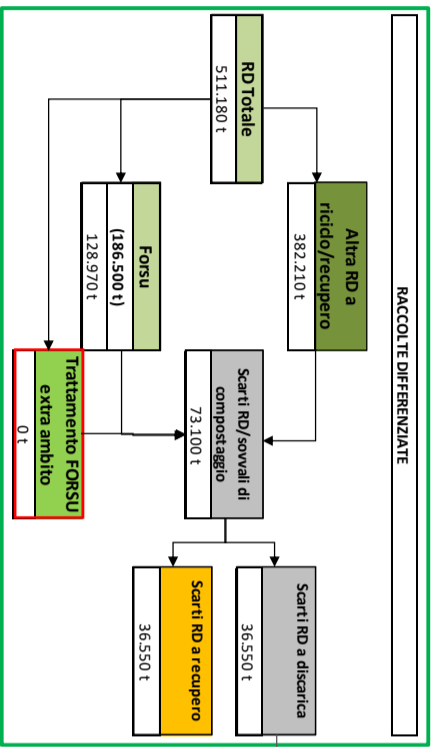 RACCOLTE DIFFERENZIATE
RD Totale
511.180 t
Altra RD a
riciclo/recupero
382.210 t
Forsu
(186.500 t)
128.970 t
Trattamento FORSU
extra ambito
0 t
Scarti RD/sovvali di
compostaggio
73.100 t
Scarti RD a discarica
36.550 t
Scarti RD a recupero
36.550 t